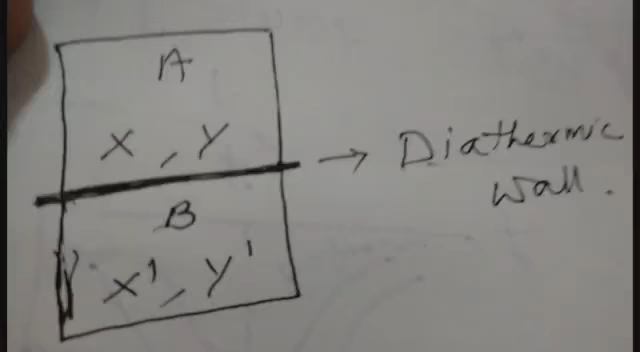 A
X, Y
Diathermic
wall.
B
X', Y'